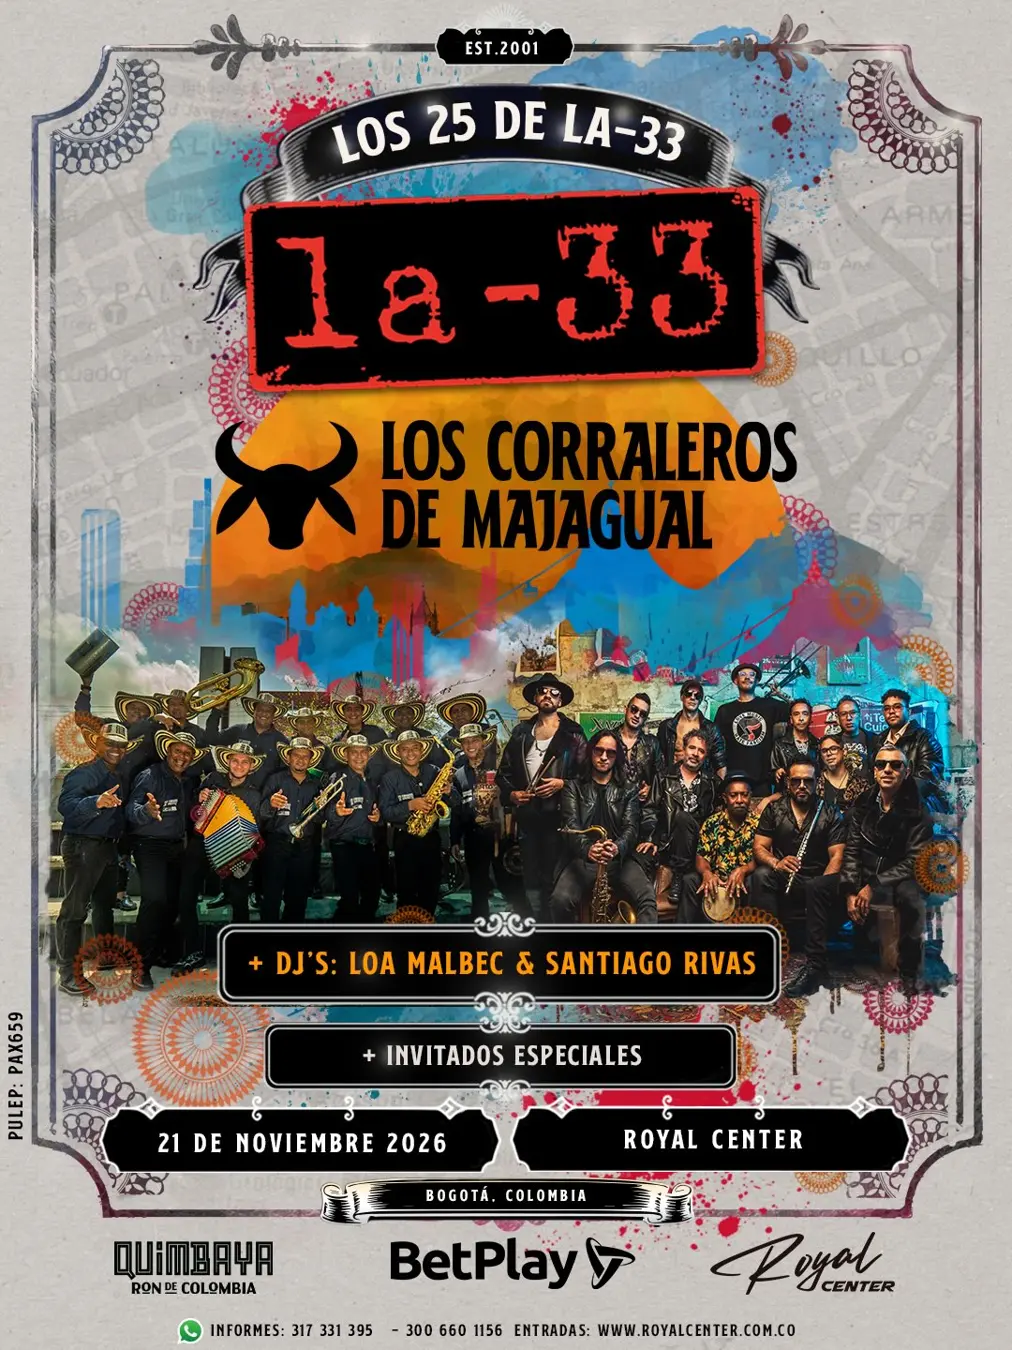 EST.2001
LOS 25 DE LA-33
la-33
LOS CORRALEROS
DE MAJAGUAL
+ DJ'S: LOA MALBEC & SANTIAGO RIVAS
+ INVITADOS ESPECIALES
21 DE NOVIEMBRE 2026
ROYAL CENTER
BOGOTÁ, COLOMBIA
PULEP: PAX659
QUiMBAYA
RON DE COLOMBIA
BetPlay
Royal
CENTER
INFORMES: 317 331 395 - 300 660 1156 ENTRADAS: WWW.ROYALCENTER.COM.CO